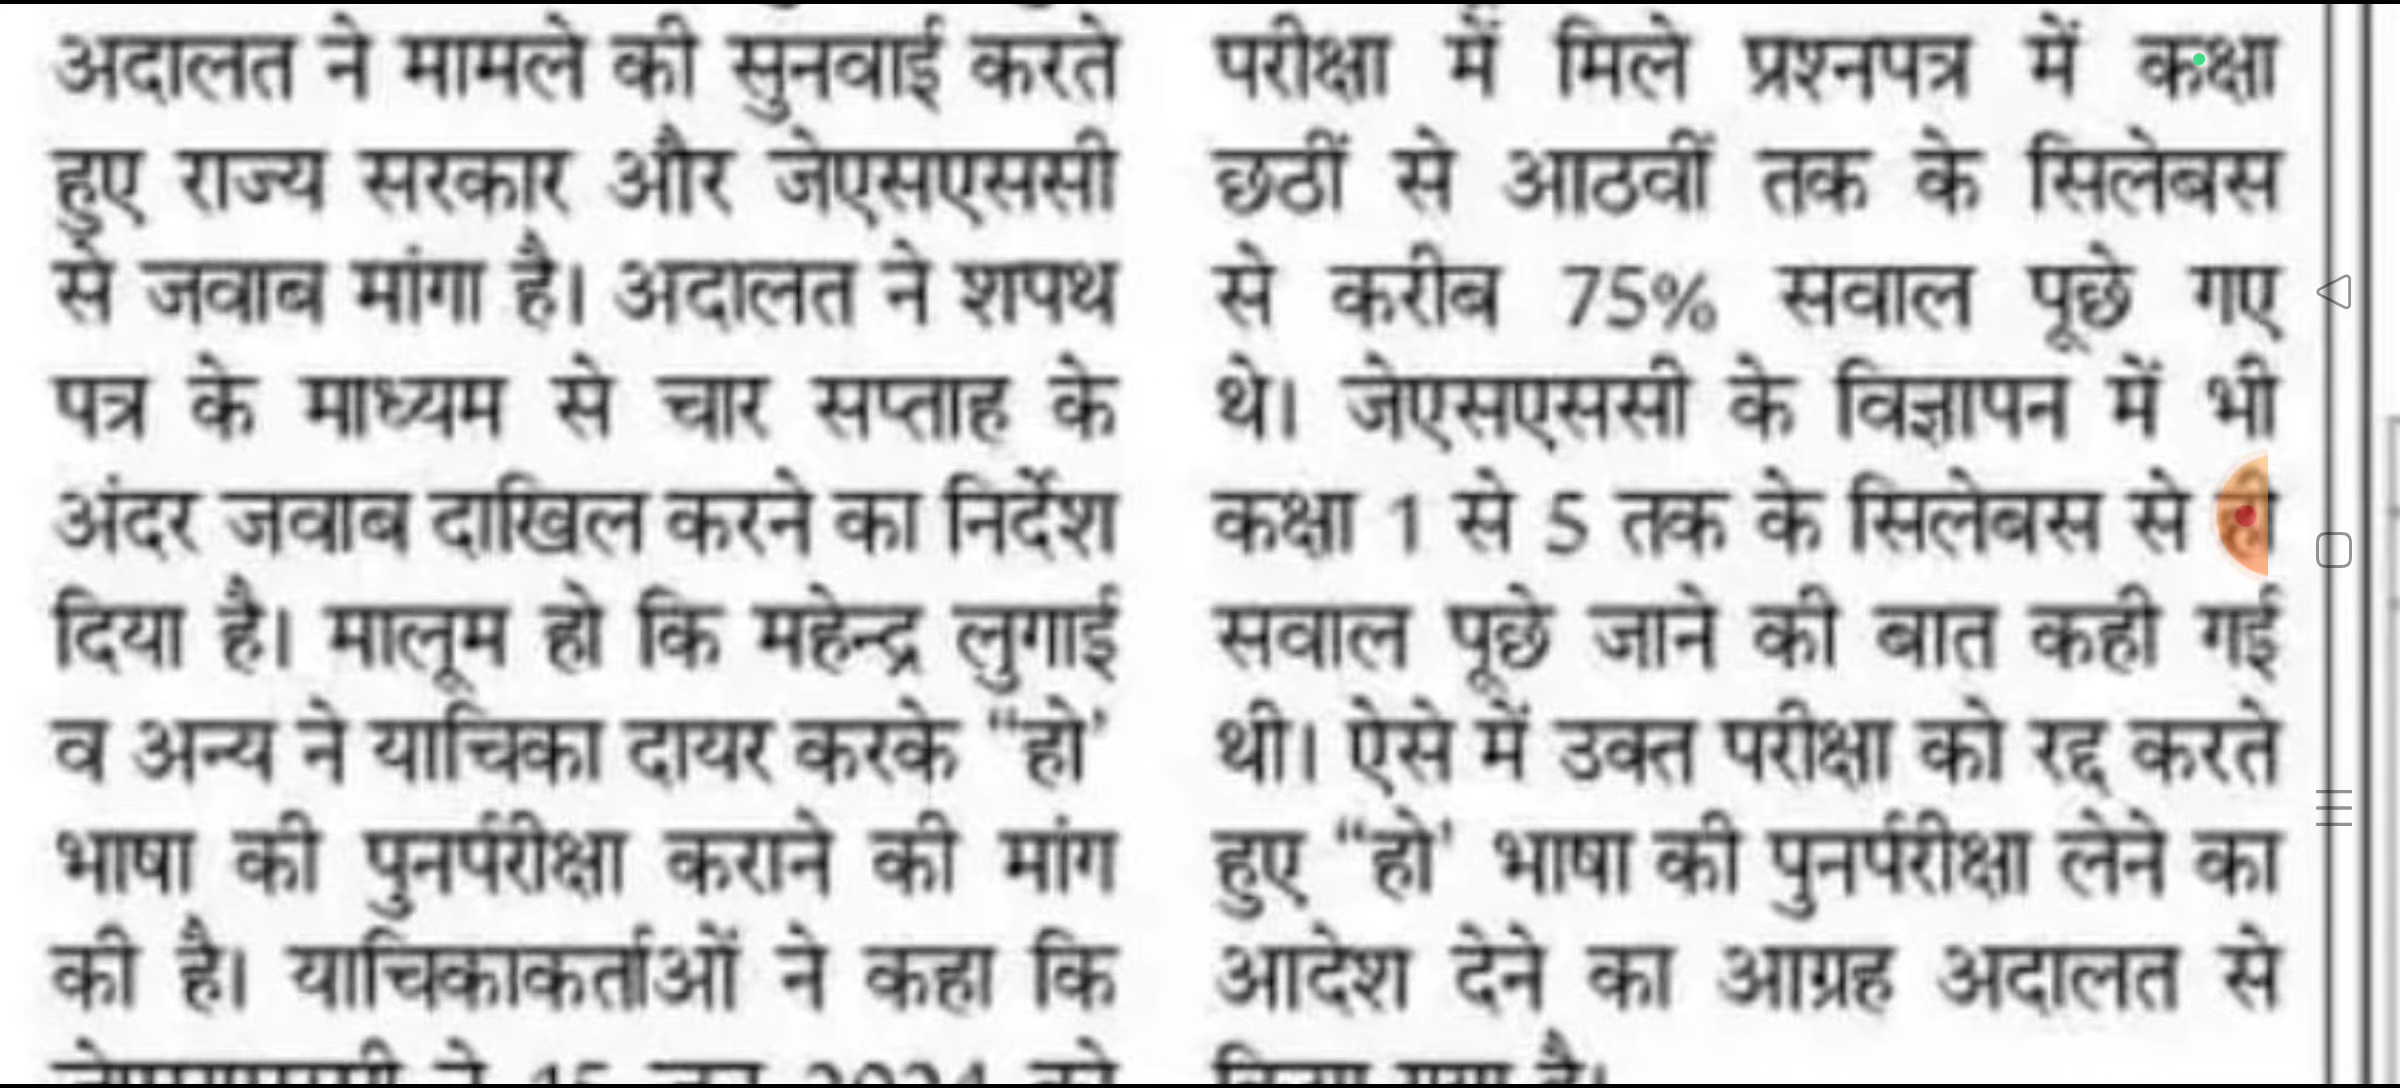 अदालत ने मामले की सुनवाई करते
हुए राज्य सरकार और जेएसएससी
से जवाब मांगा है। अदालत ने शपथ
पत्र के माध्यम से चार सप्ताह के
अंदर जवाब दाखिल करने का निर्देश
दिया है। मालूम हो कि महेन्द्र लुगाई
व अन्य ने याचिका दायर करके “हो’
भाषा की पुनर्परीक्षा कराने की मांग
की है। याचिकाकर्ताओं ने कहा कि
परीक्षा में मिले प्रश्नपत्र में कक्षा
छठीं से आठवीं तक के सिलेबस
से करीब 75% सवाल पूछे गए
थे। जेएसएससी के विज्ञापन में भी
कक्षा 1 से 5 तक के सिलेबस से
सवाल पूछे जाने की बात कही गई
थी। ऐसे में उक्त परीक्षा को रद्द करते
हुए “हो’ भाषा की पुनर्परीक्षा लेने का
आदेश देने का आग्रह अदालत से